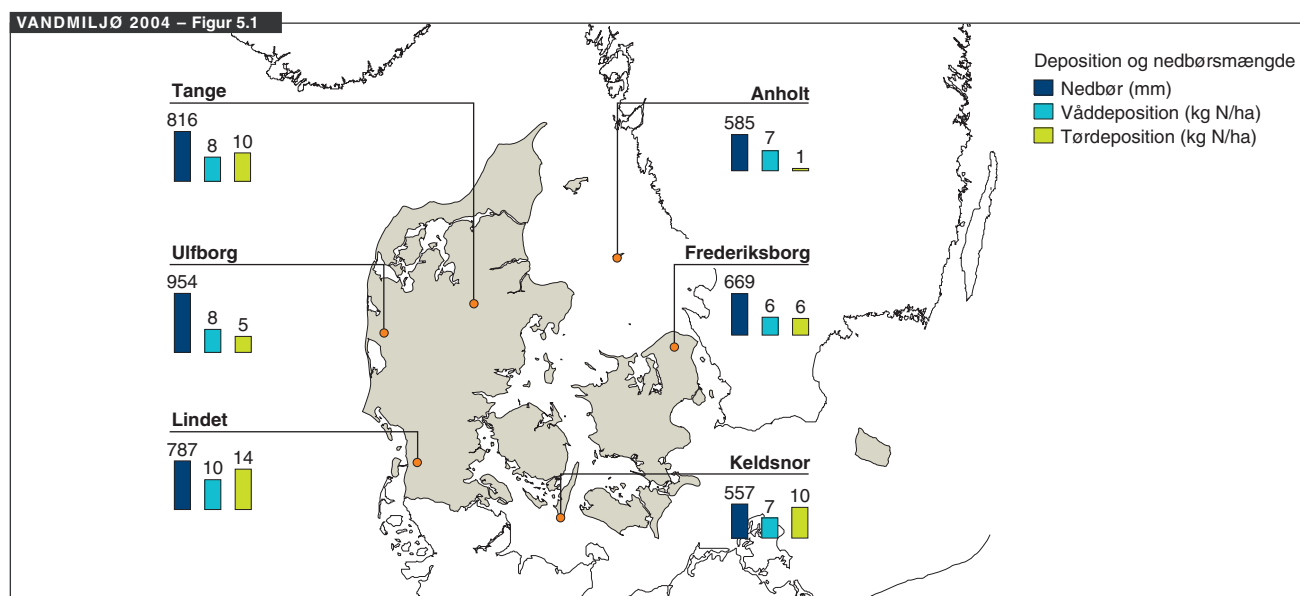 VANDMILJØ 2004 – Figur 5.1
Deposition og nedbørsmængde
Nedbør (mm)
Våddeposition (kg N/ha)
Tørdeposition (kg N/ha)
Tange
816
8
10
Anholt
585
7
1
Ulfborg
954
8
5
Frederiksborg
669
6
6
Lindet
787
10
14
Keldsnor
557
7
10